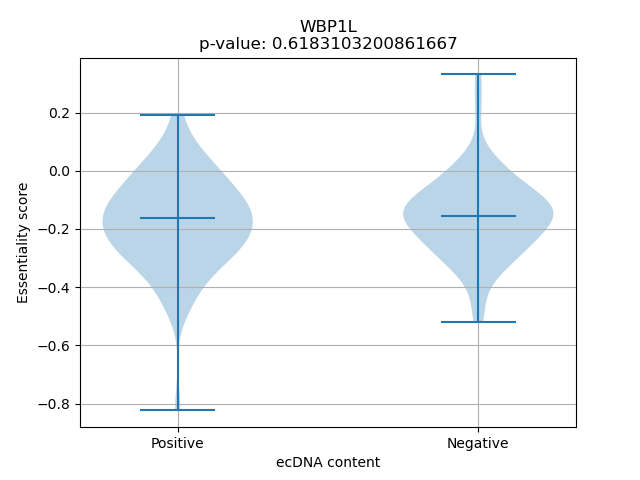 WBP1L
p-value: 0.6183103200861667
Essentiality score
0.2
0.0
−0.2
−0.4
−0.6
−0.8
Positive
Negative
ecDNA content